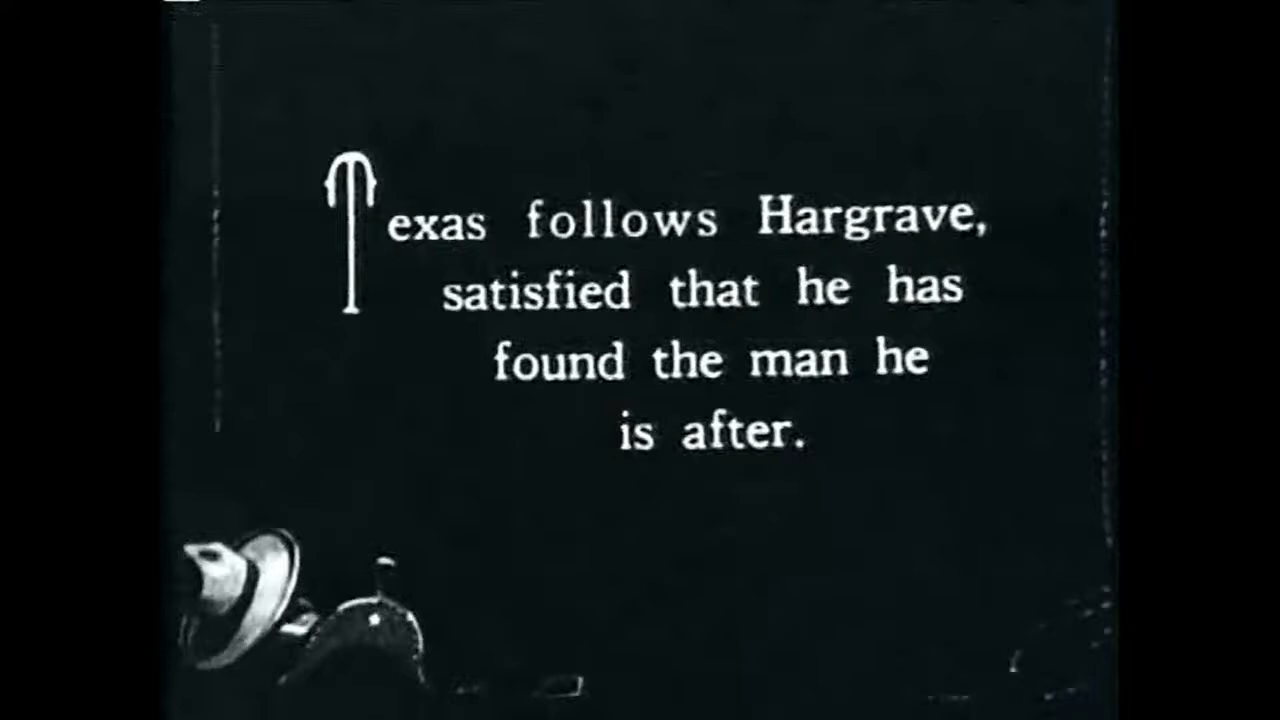 Texas follows Hargrave,
satisfied that he has
found the man he
is after.